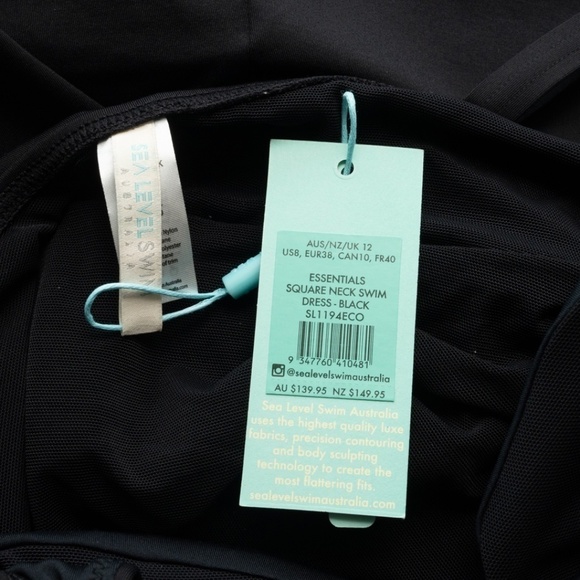 SEA LEVEL SWIM
AUSTRALIA
AUS/NZ/UK 12
US8, EUR38, CAN10, FR40
ESSENTIALS
SQUARE NECK SWIM
DRESS - BLACK
SL1194ECO
9 347760 410481
@sealevelswimaustralia
AU $139.95 NZ $149.95
Sea Level Swim Australia
uses the highest quality luxe
fabrics, precision contouring
and body sculpting
technology to create the
most flattering fits.
sealevelswimaustralia.com